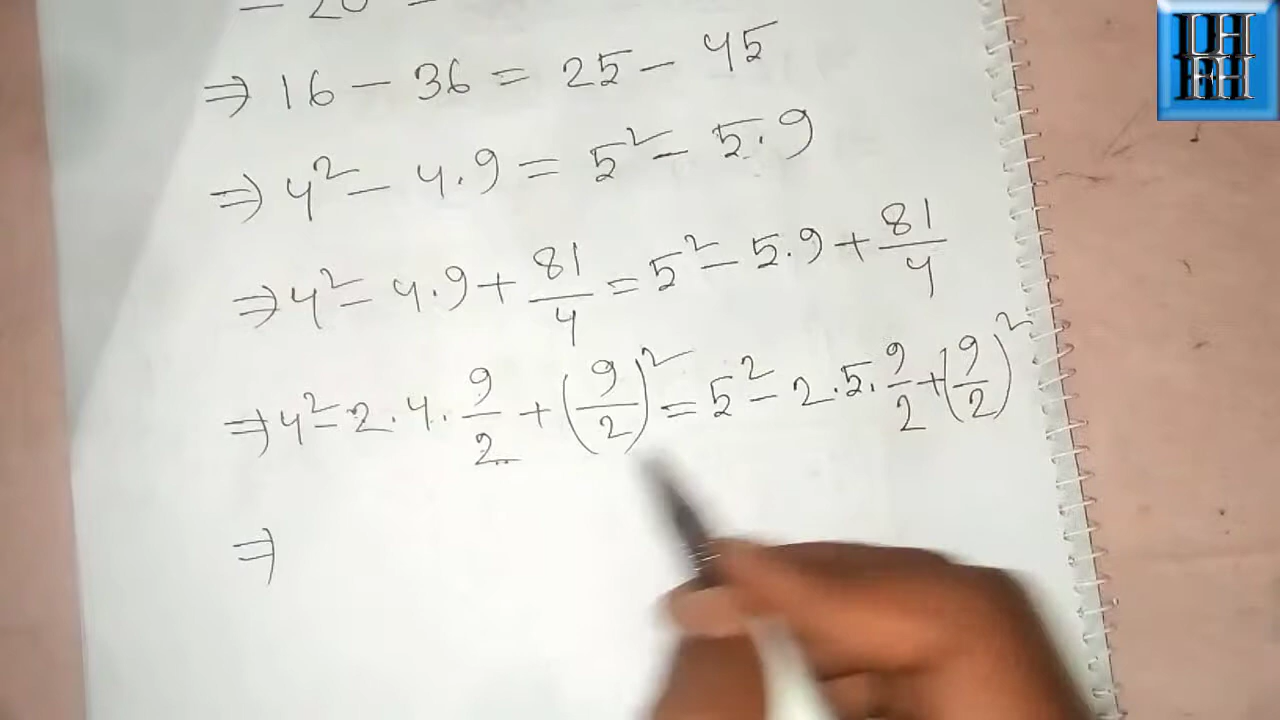 - 20 -
⇒ 16 - 36 = 25 - 45
⇒ 4² - 4.9 = 5² - 5.9
⇒ 4² - 4.9 + 81/4 = 5² - 5.9 + 81/4
⇒ 4² - 2.4.9/2 + (9/2)² = 5² - 2.5.9/2 + (9/2)²
⇒